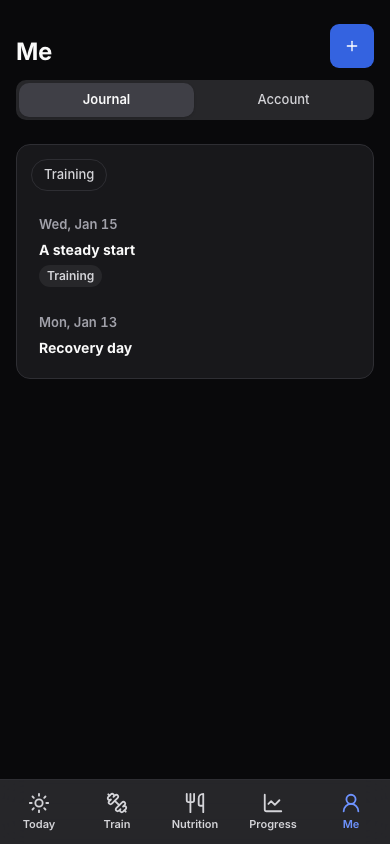 Me
+
Journal
Account
Training
Wed, Jan 15
A steady start
Training
Mon, Jan 13
Recovery day
Today
Train
Nutrition
Progress
Me